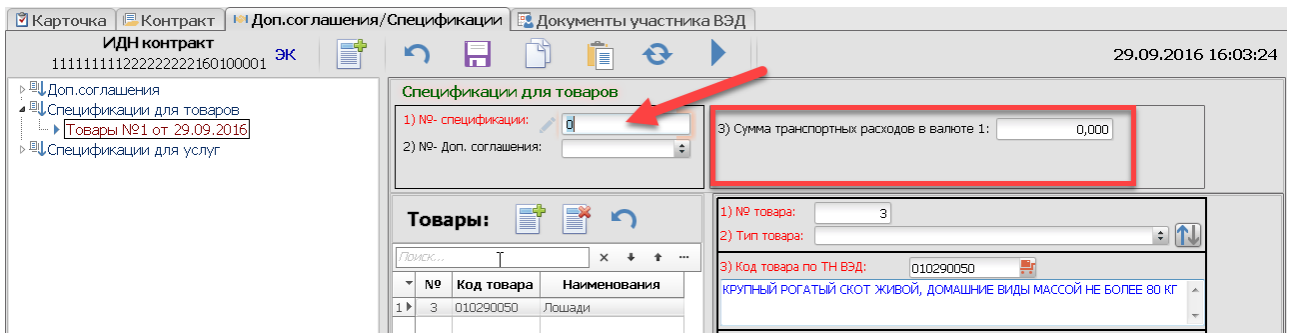 Карточка Контракт Доп.соглашения/Спецификации Документы участника ВЭД
ИДН контракт
111111111222222222160100001 ЭК
29.09.2016 16:03:24
Доп.соглашения
Спецификации для товаров
Товары №1 от 29.09.2016
Спецификации для услуг
Спецификации для товаров
1) №- спецификации: 0
2) №- Доп. соглашения:
3) Сумма транспортных расходов в валюте 1: 0,000
Товары:
Поиск...
№ Код товара Наименования
1 3 010290050 Лошади
1) № товара: 3
2) Тип товара:
3) Код товара по ТН ВЭД: 010290050
КРУПНЫЙ РОГАТЫЙ СКОТ ЖИВОЙ, ДОМАШНИЕ ВИДЫ МАССОЙ НЕ БОЛЕЕ 80 КГ